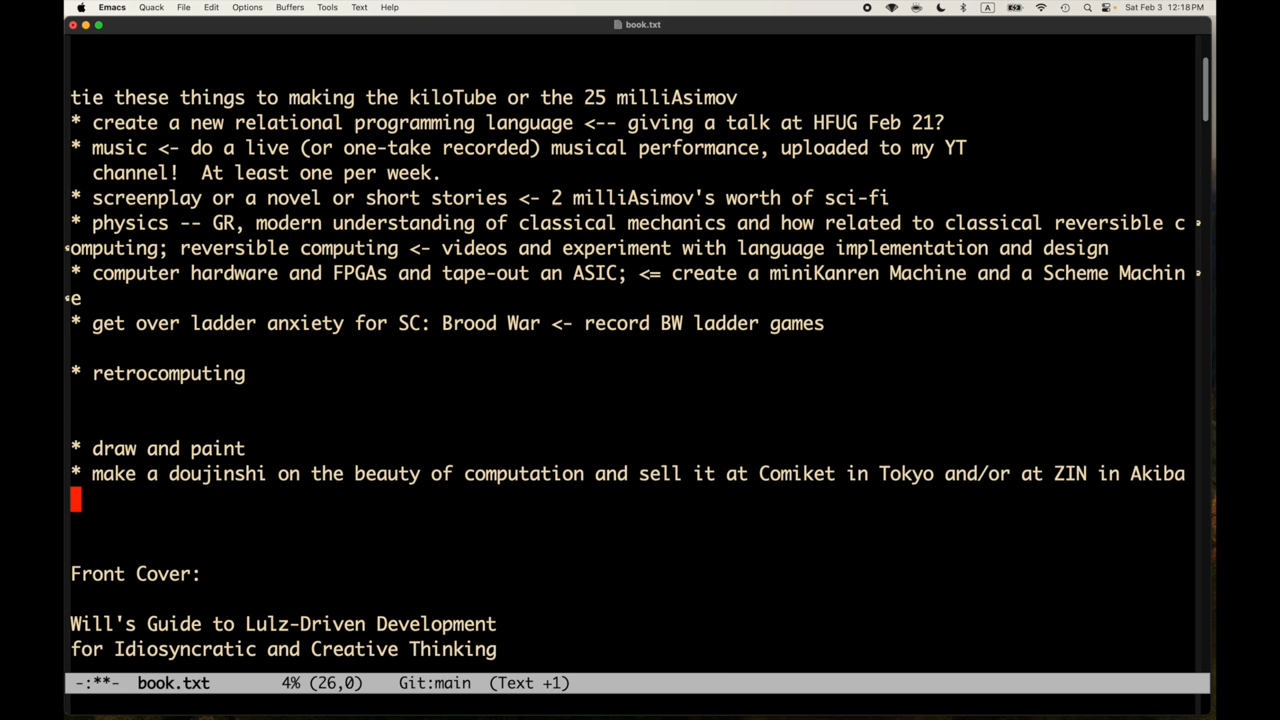 Emacs Quack File Edit Options Buffers Tools Text Help A Sat Feb 3 12:18 PM
book.txt
tie these things to making the kiloTube or the 25 milliAsimov
* create a new relational programming language <-- giving a talk at HFUG Feb 21?
* music <- do a live (or one-take recorded) musical performance, uploaded to my YT
channel!  At least one per week.
* screenplay or a novel or short stories <- 2 milliAsimov's worth of sci-fi
* physics -- GR, modern understanding of classical mechanics and how related to classical reversible c
omputing; reversible computing <- videos and experiment with language implementation and design
* computer hardware and FPGAs and tape-out an ASIC; <= create a miniKanren Machine and a Scheme Machin
e
* get over ladder anxiety for SC: Brood War <- record BW ladder games
* retrocomputing
* draw and paint
* make a doujinshi on the beauty of computation and sell it at Comiket in Tokyo and/or at ZIN in Akiba
Front Cover:
Will's Guide to Lulz-Driven Development
for Idiosyncratic and Creative Thinking
-:**-  book.txt       4% (26,0)     Git:main  (Text +1)